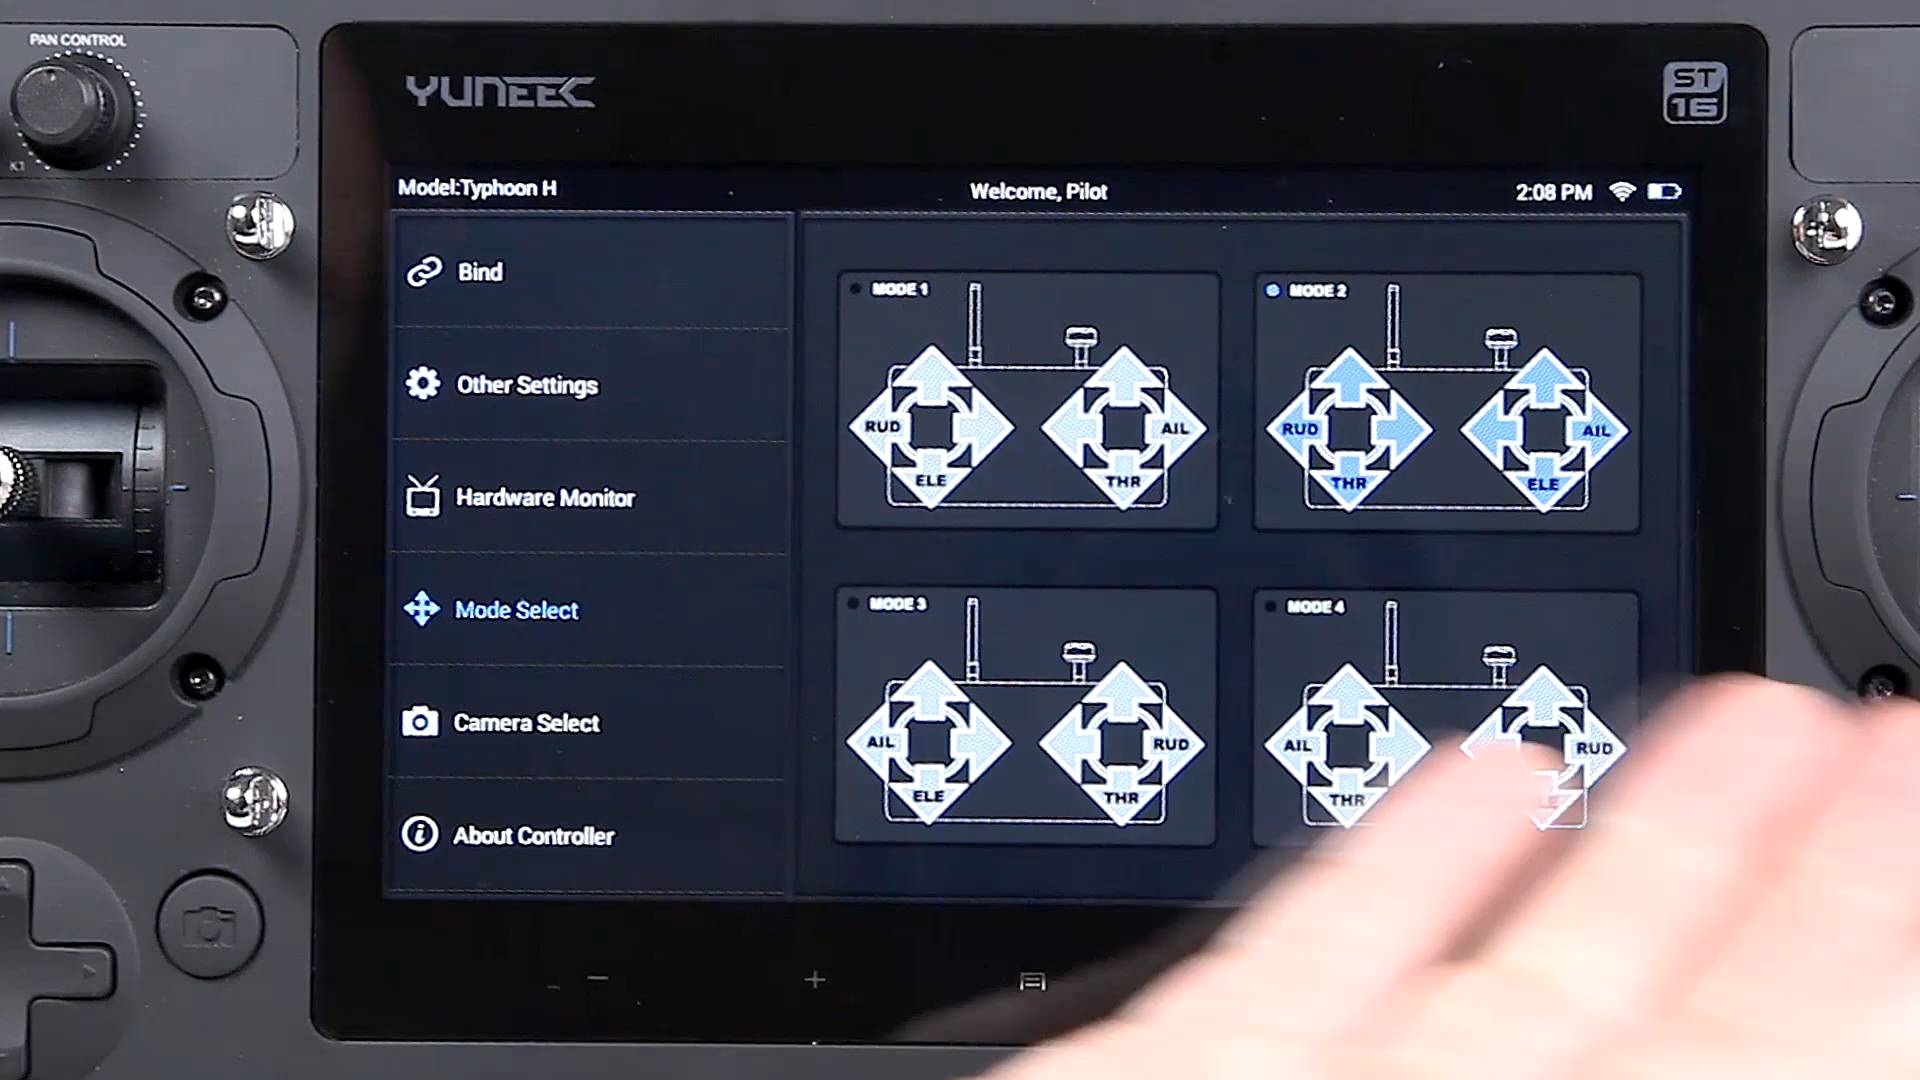 PAN CONTROL
K1
YUNEEC
ST
16
Model:Typhoon H
Welcome, Pilot
2:08 PM
Bind
Other Settings
Hardware Monitor
Mode Select
Camera Select
About Controller
MODE 1
RUD
ELE
AIL
THR
MODE 2
RUD
THR
AIL
ELE
MODE 3
AIL
ELE
RUD
THR
MODE 4
AIL
THR
RUD